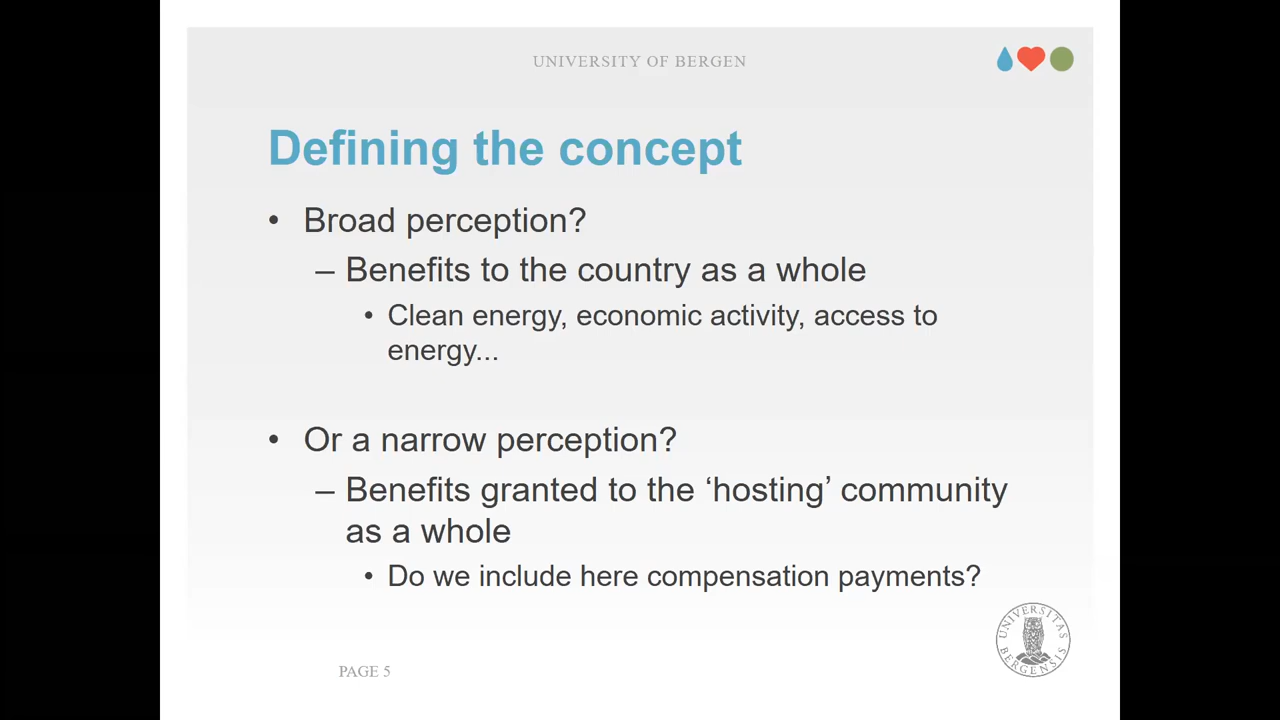 UNIVERSITY OF BERGEN
Defining the concept
• Broad perception?
– Benefits to the country as a whole
• Clean energy, economic activity, access to
energy...
• Or a narrow perception?
– Benefits granted to the ‘hosting’ community
as a whole
• Do we include here compensation payments?
UNIVERSITAS
BERGENSIS
PAGE 5